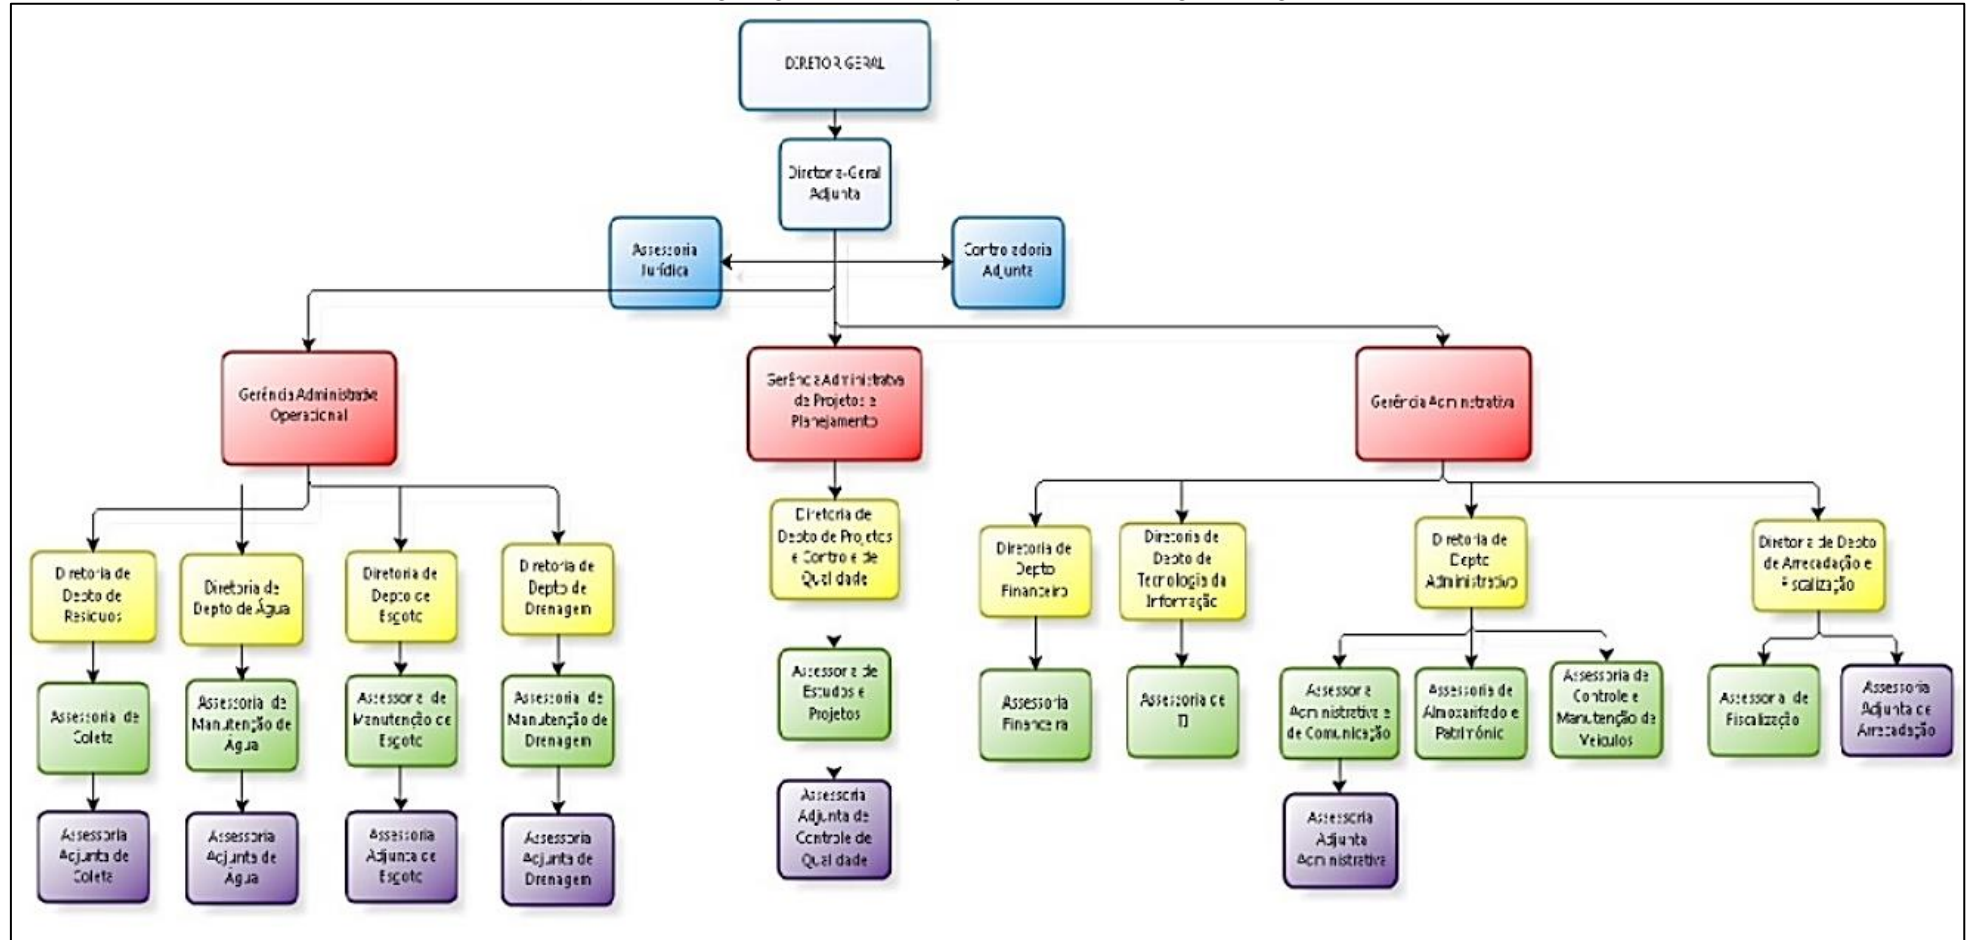 DIRETOR GERAL
Diretoria-Geral
Adjunta
Assessoria
Jurídica
Controladoria
Adjunta
Gerência Administrativa
Operacional
Gerência Administrativa
de Projetos e
Planejamento
Gerência Administrativa
Diretoria de
Depto de
Resíduos
Diretoria de
Depto de Água
Diretoria de
Depto de
Esgoto
Diretoria de
Depto de
Drenagem
Diretoria de
Depto de Projetos
e Controle de
Qualidade
Diretoria de
Depto
Financeiro
Diretoria de
Depto de
Tecnologia da
Informação
Diretoria de
Depto
Administrativo
Diretoria de Depto
de Arrecadação e
Fiscalização
Assessoria de
Coleta
Assessoria de
Manutenção de
Água
Assessoria de
Manutenção de
Esgoto
Assessoria de
Manutenção de
Drenagem
Assessoria de
Estudos e
Projetos
Assessoria
Financeira
Assessoria de
TI
Assessoria
Administrativa e
de Comunicação
Assessoria de
Almoxarifado e
Patrimônio
Assessoria de
Controle e
Manutenção de
Veículos
Assessoria de
Fiscalização
Assessoria
Adjunta de
Arrecadação
Assessoria
Adjunta de
Coleta
Assessoria
Adjunta de
Água
Assessoria
Adjunta de
Esgoto
Assessoria
Adjunta de
Drenagem
Assessoria
Adjunta de
Controle de
Qualidade
Assessoria
Adjunta
Administrativa